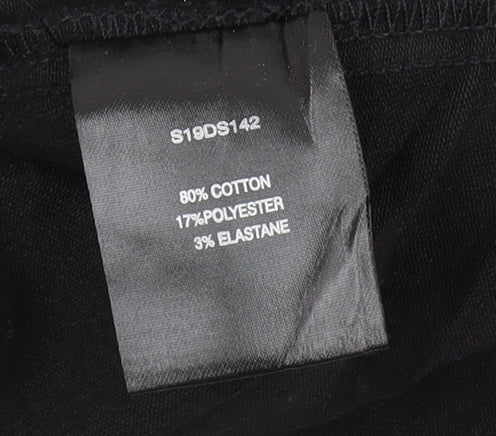 S19DS142
80% COTTON
17%POLYESTER
3% ELASTANE